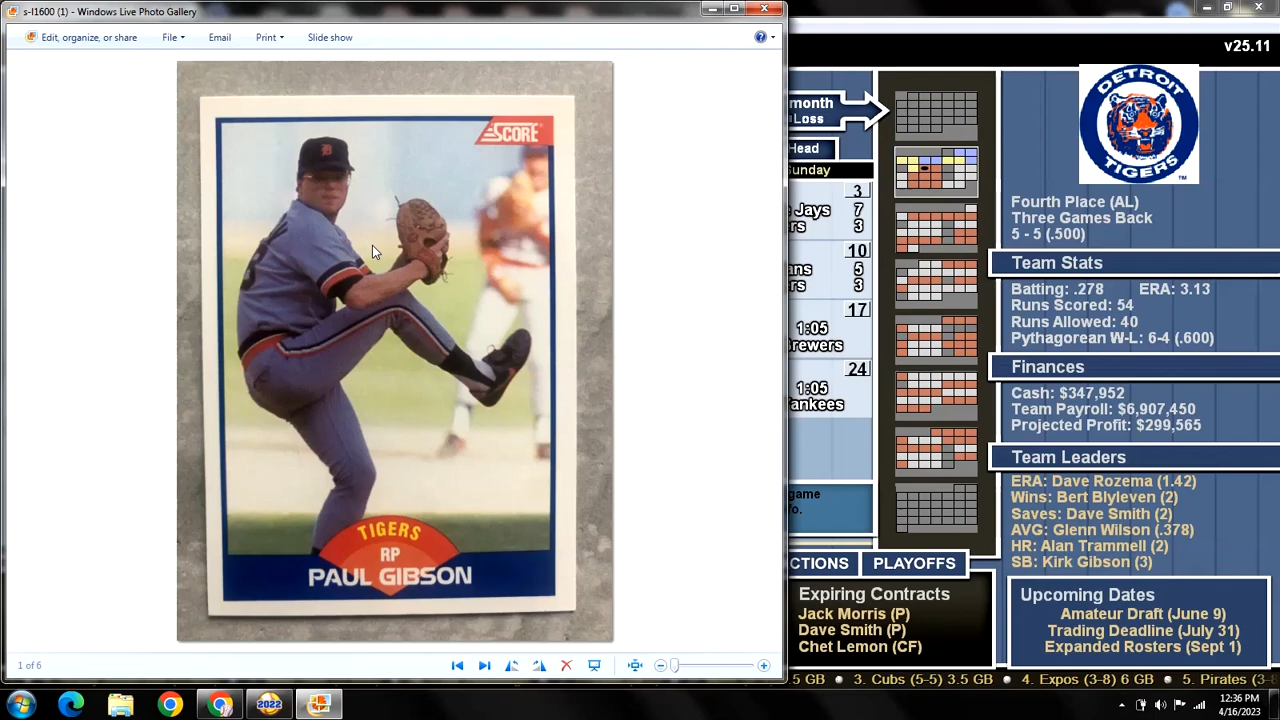 s-l1600 (1) - Windows Live Photo Gallery
Edit, organize, or share File Email Print Slide show
SCORE
D
TIGERS
RP
PAUL GIBSON
1 of 6
v25.11
month
Loss
Head
Sunday
3
Jays 7
rs 3
10
ans 5
ers 3
17
1:05
Brewers
24
1:05
Yankees
game
fo.
CTIONS PLAYOFFS
Expiring Contracts
Jack Morris (P)
Dave Smith (P)
Chet Lemon (CF)
DETROIT
TIGERS
TM
Fourth Place (AL)
Three Games Back
5 - 5 (.500)
Team Stats
Batting: .278 ERA: 3.13
Runs Scored: 54
Runs Allowed: 40
Pythagorean W-L: 6-4 (.600)
Finances
Cash: $347,952
Team Payroll: $6,907,450
Projected Profit: $299,565
Team Leaders
ERA: Dave Rozema (1.42)
Wins: Bert Blyleven (2)
Saves: Dave Smith (2)
AVG: Glenn Wilson (.378)
HR: Alan Trammell (2)
SB: Kirk Gibson (3)
Upcoming Dates
Amateur Draft (June 9)
Trading Deadline (July 31)
Expanded Rosters (Sept 1)
5 GB • 3. Cubs (5-5) 3.5 GB • 4. Expos (3-8) 6 GB • 5. Pirates (3-8)
2022
12:36 PM
4/16/2023